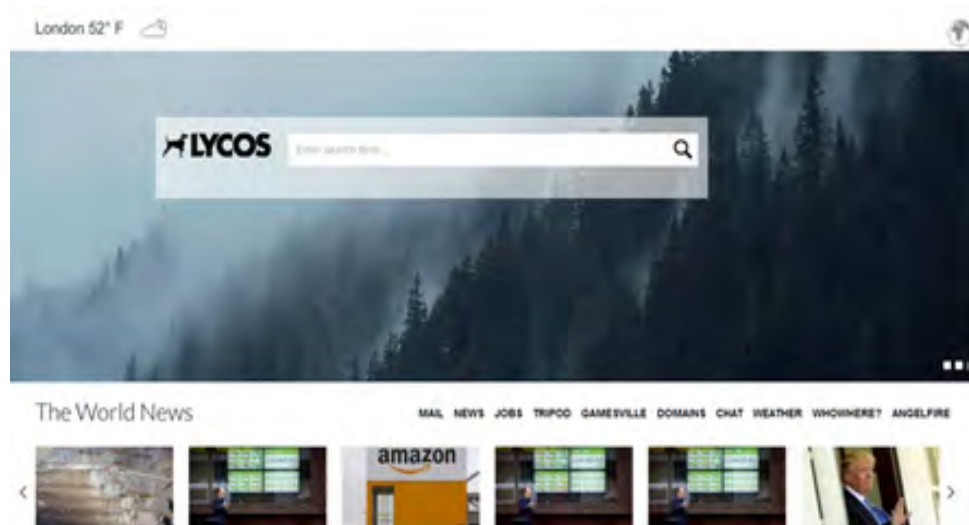 London 52° F
LYCOS
Enter search term...
The World News
MAIL NEWS JOBS TRIPOD GAMESVILLE DOMAINS CHAT WEATHER WHOWHERE? ANGELFIRE
amazon